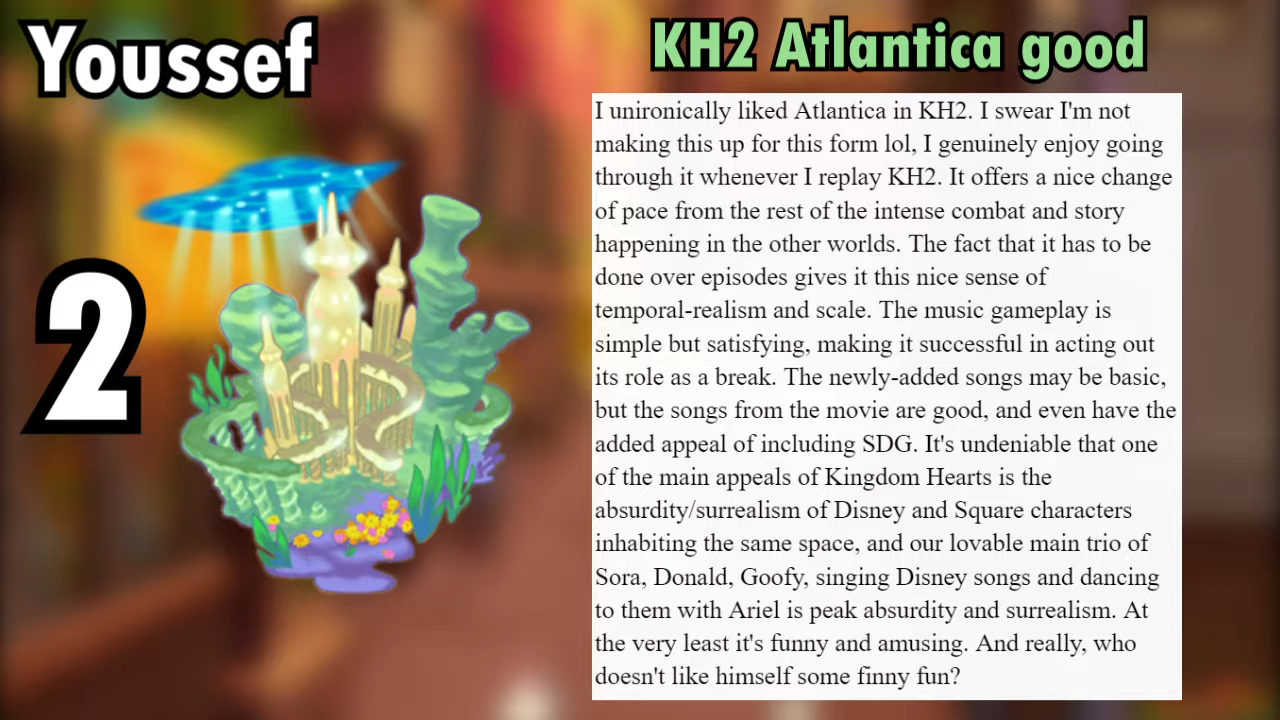 Youssef
KH2 Atlantica good
2
I unironically liked Atlantica in KH2. I swear I'm not
making this up for this form lol, I genuinely enjoy going
through it whenever I replay KH2. It offers a nice change
of pace from the rest of the intense combat and story
happening in the other worlds. The fact that it has to be
done over episodes gives it this nice sense of
temporal-realism and scale. The music gameplay is
simple but satisfying, making it successful in acting out
its role as a break. The newly-added songs may be basic,
but the songs from the movie are good, and even have the
added appeal of including SDG. It's undeniable that one
of the main appeals of Kingdom Hearts is the
absurdity/surrealism of Disney and Square characters
inhabiting the same space, and our lovable main trio of
Sora, Donald, Goofy, singing Disney songs and dancing
to them with Ariel is peak absurdity and surrealism. At
the very least it's funny and amusing. And really, who
doesn't like himself some finny fun?